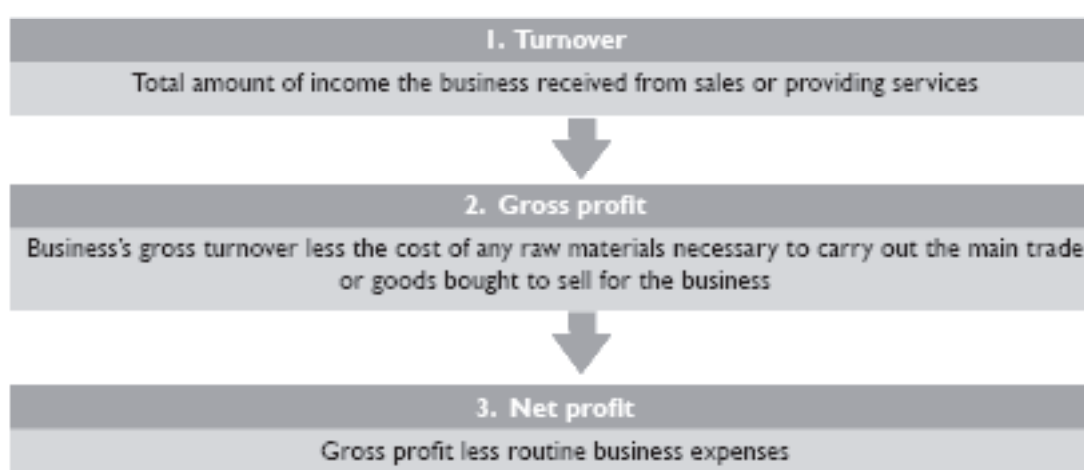 1. Turnover
Total amount of income the business received from sales or providing services
2. Gross profit
Business's gross turnover less the cost of any raw materials necessary to carry out the main trade
or goods bought to sell for the business
3. Net profit
Gross profit less routine business expenses